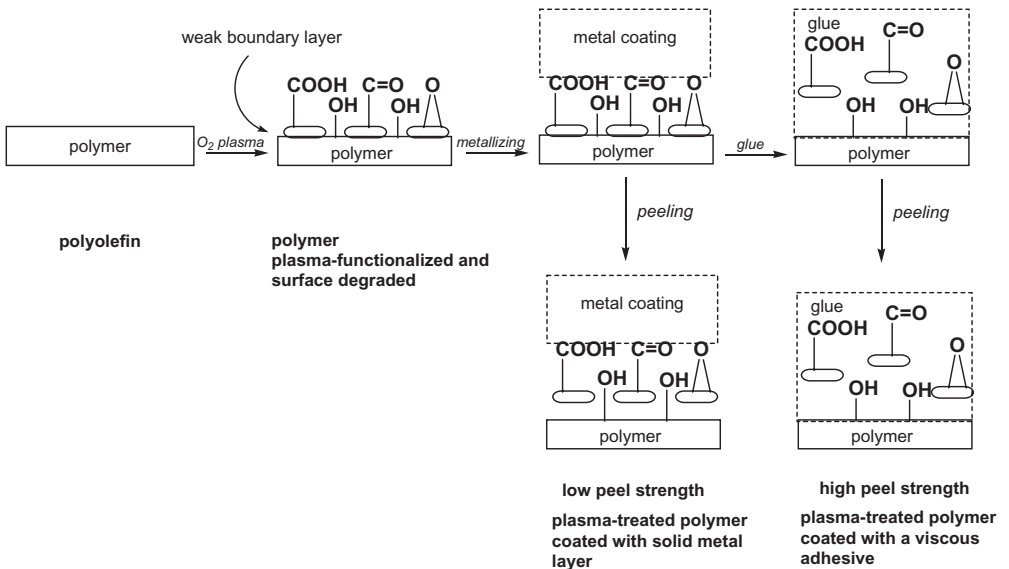 weak boundary layer
polymer
O2 plasma
COOH C=O O
OH OH
polymer
metallizing
metal coating
COOH C=O O
OH OH
polymer
glue
glue
C=O
COOH
O
OH OH
polymer
peeling
peeling
polyolefin
polymer
plasma-functionalized and
surface degraded
metal coating
COOH C=O O
OH OH
polymer
glue
C=O
COOH
O
OH OH
polymer
low peel strength
plasma-treated polymer
coated with solid metal
layer
high peel strength
plasma-treated polymer
coated with a viscous
adhesive